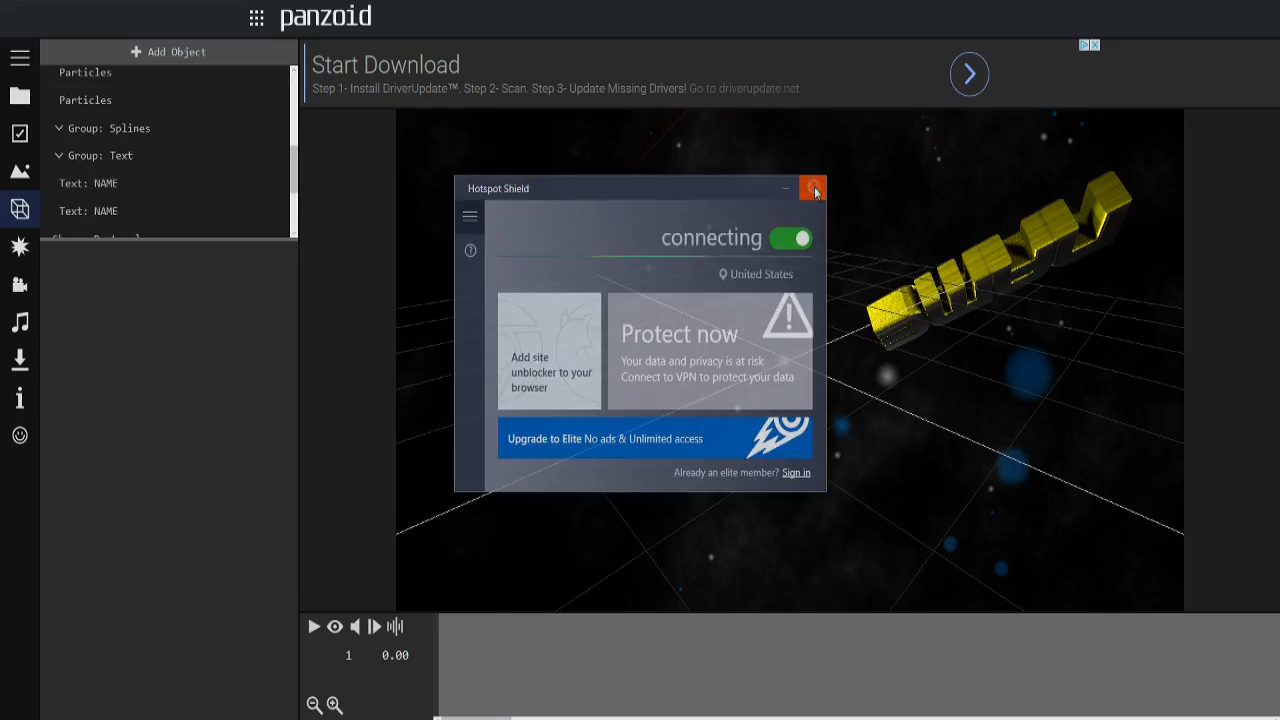 panzoid
Add Object
Particles
Particles
Group: Splines
Group: Text
Text: NAME
Text: NAME
Start Download
Step 1- Install DriverUpdate™. Step 2- Scan. Step 3- Update Missing Drivers! Go to driverupdate.net
Hotspot Shield
connecting
United States
Add site
unblocker to your
browser
Protect now
Your data and privacy is at risk
Connect to VPN to protect your data
Upgrade to Elite No ads & Unlimited access
Already an elite member? Sign in
1 0.00